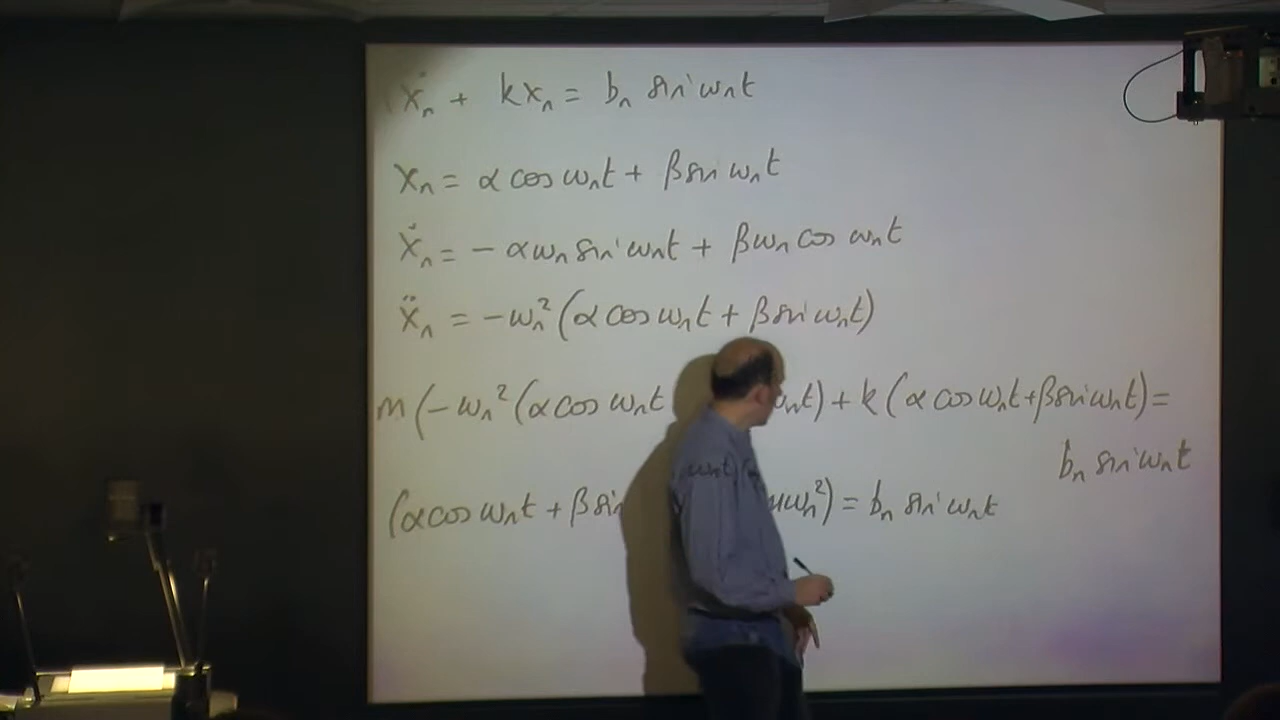 ẍₙ + kxₙ = bₙ sin ωₙt
xₙ = α cos ωₙt + β sin ωₙt
ẋₙ = − αωₙ sin ωₙt + βωₙ cos ωₙt
ẍₙ = −ωₙ²(α cos ωₙt + β sin ωₙt)
m(−ωₙ²(α cos ωₙt ωₙt) + k(α cos ωₙt + β sin ωₙt) =
bₙ sin ωₙt
(α cos ωₙt + β sin mωₙ²) = bₙ sin ωₙt